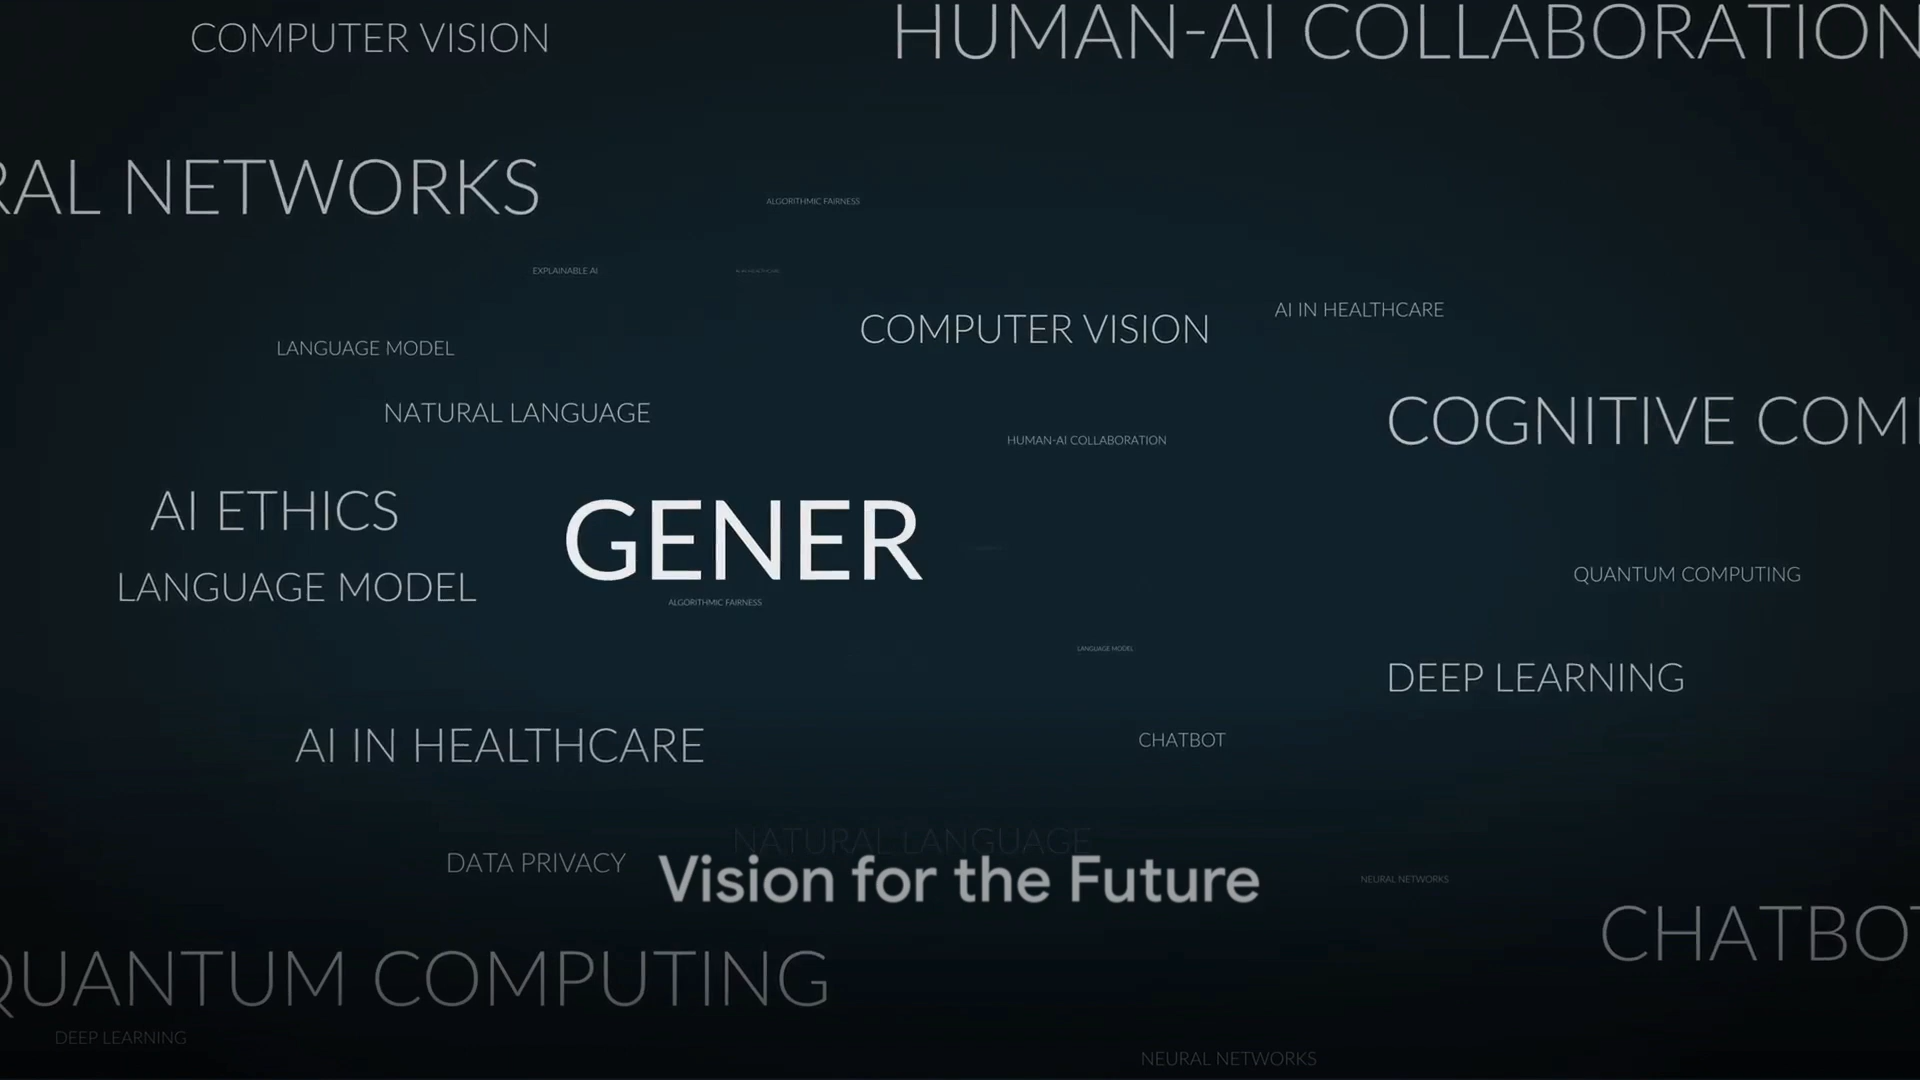 HUMAN-AI COLLABORATION
COMPUTER VISION
RAL NETWORKS
ALGORITHMIC FAIRNESS
EXPLAINABLE AI
AI IN HEALTHCARE
COMPUTER VISION
LANGUAGE MODEL
NATURAL LANGUAGE
COGNITIVE COM
HUMAN-AI COLLABORATION
AI ETHICS
GENER
QUANTUM COMPUTING
LANGUAGE MODEL
ALGORITHMIC FAIRNESS
LANGUAGE MODEL
DEEP LEARNING
AI IN HEALTHCARE
CHATBOT
NATURAL LANGUAGE
DATA PRIVACY
Vision for the Future
NEURAL NETWORKS
CHATBOT
QUANTUM COMPUTING
DEEP LEARNING
NEURAL NETWORKS